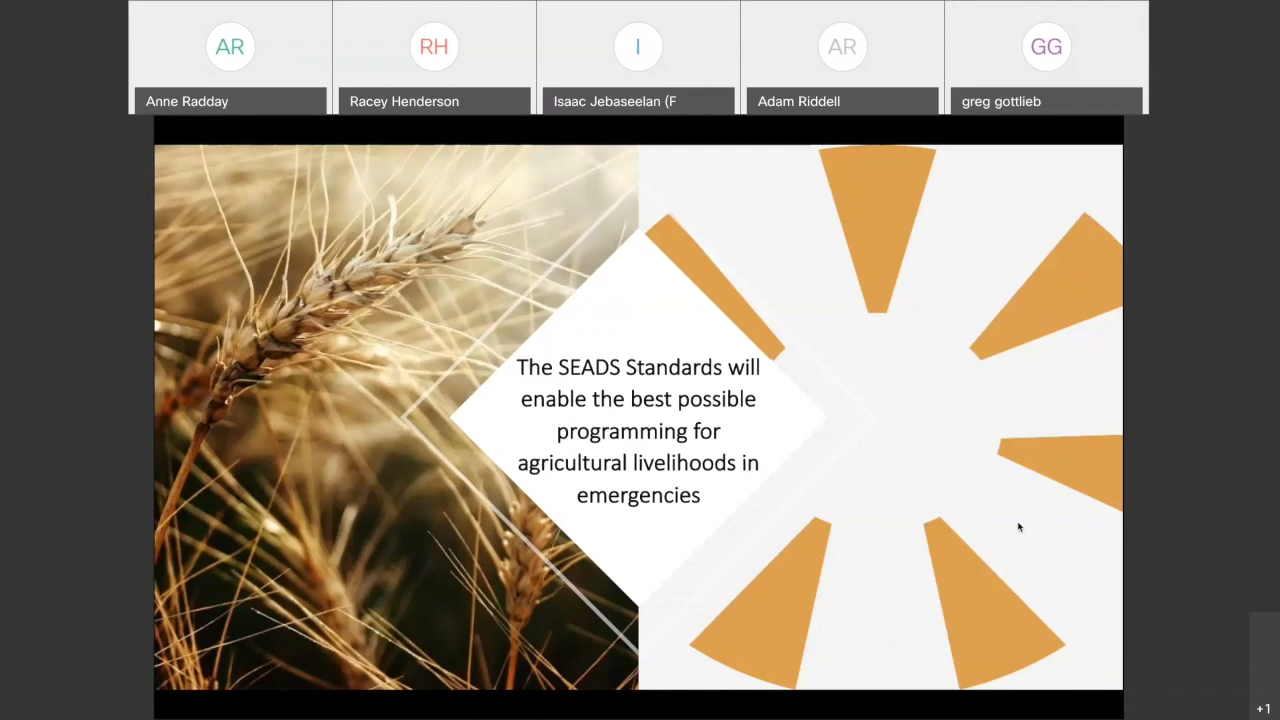 AR
RH
I
AR
GG
Anne Radday
Racey Henderson
Isaac Jebaseelan (F
Adam Riddell
greg gottlieb
The SEADS Standards will
enable the best possible
programming for
agricultural livelihoods in
emergencies
+1